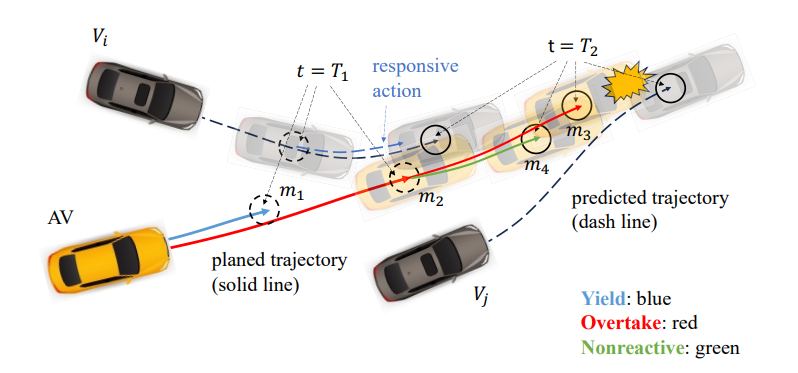 V_i
t = T_1
responsive
action
t = T_2
m_1
m_2
m_3
m_4
AV
planed trajectory
(solid line)
predicted trajectory
(dash line)
V_j
Yield: blue
Overtake: red
Nonreactive: green